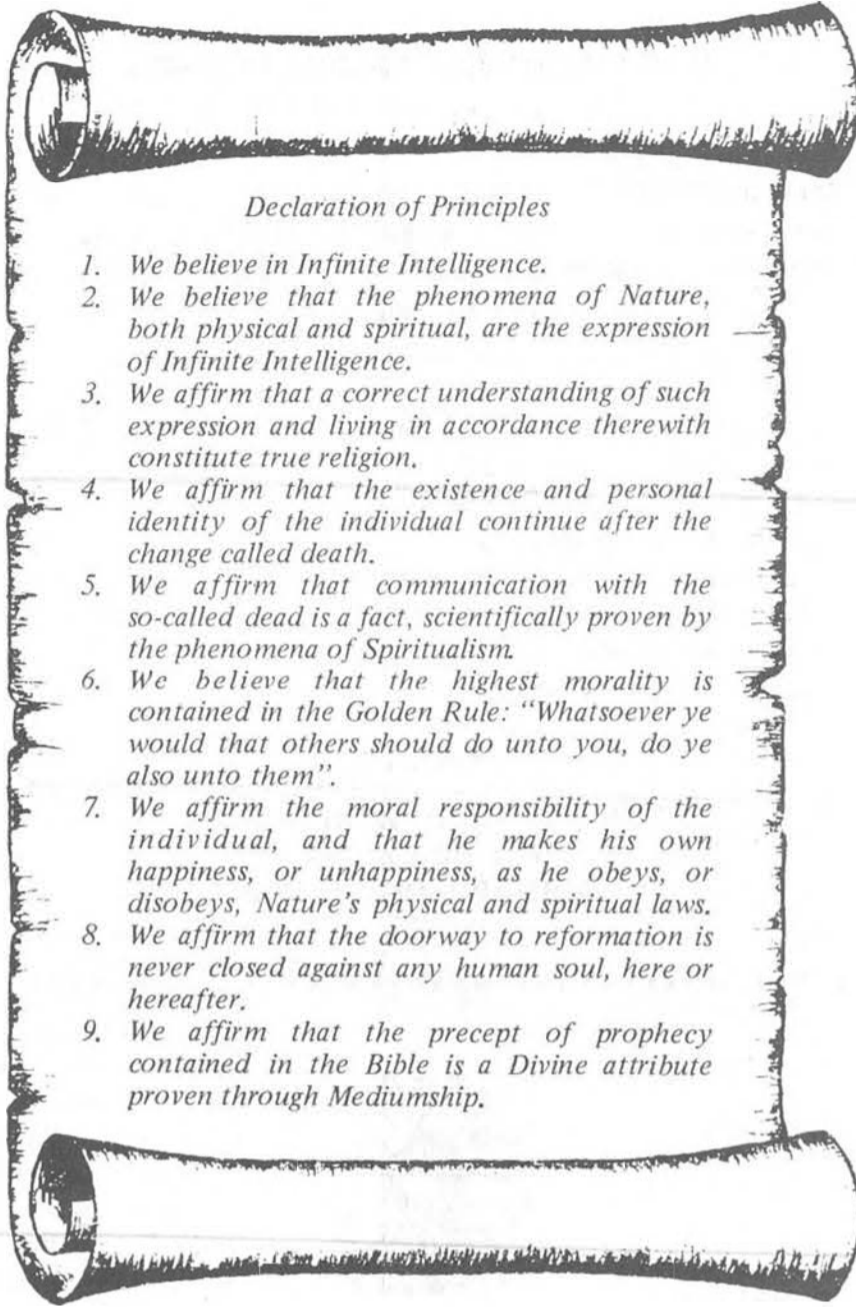 Declaration of Principles
1. We believe in Infinite Intelligence.
2. We believe that the phenomena of Nature,
both physical and spiritual, are the expression
of Infinite Intelligence.
3. We affirm that a correct understanding of such
expression and living in accordance therewith
constitute true religion.
4. We affirm that the existence and personal
identity of the individual continue after the
change called death.
5. We affirm that communication with the
so-called dead is a fact, scientifically proven by
the phenomena of Spiritualism.
6. We believe that the highest morality is
contained in the Golden Rule: “Whatsoever ye
would that others should do unto you, do ye
also unto them”.
7. We affirm the moral responsibility of the
individual, and that he makes his own
happiness, or unhappiness, as he obeys, or
disobeys, Nature's physical and spiritual laws.
8. We affirm that the doorway to reformation is
never closed against any human soul, here or
hereafter.
9. We affirm that the precept of prophecy
contained in the Bible is a Divine attribute
proven through Mediumship.